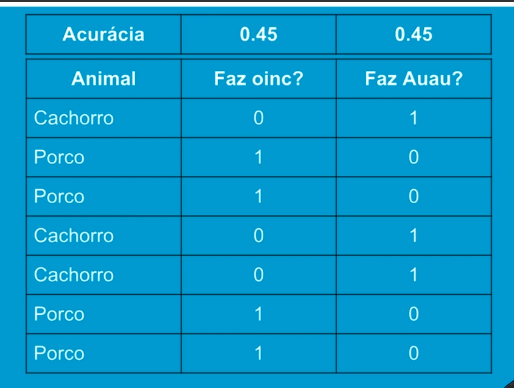 Acurácia 0.45 0.45
Animal Faz oinc? Faz Auau?
Cachorro 0 1
Porco 1 0
Porco 1 0
Cachorro 0 1
Cachorro 0 1
Porco 1 0
Porco 1 0